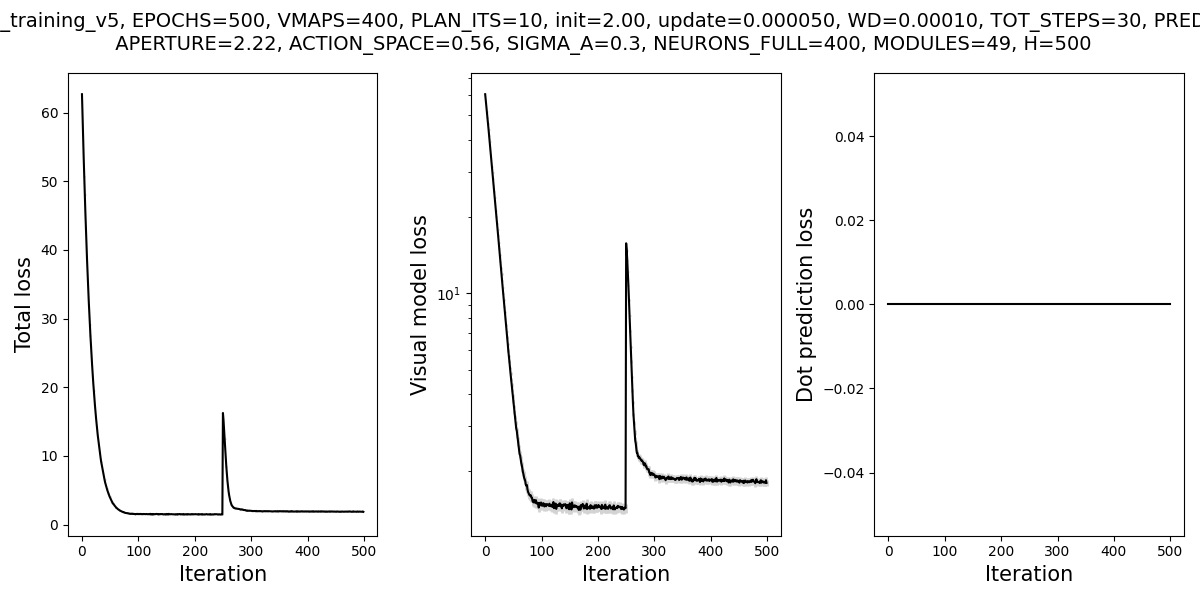 _training_v5, EPOCHS=500, VMAPS=400, PLAN_ITS=10, init=2.00, update=0.000050, WD=0.00010, TOT_STEPS=30, PRED
APERTURE=2.22, ACTION_SPACE=0.56, SIGMA_A=0.3, NEURONS_FULL=400, MODULES=49, H=500
Total loss
60
50
40
30
20
10
0
0 100 200 300 400 500
Iteration
Visual model loss
10¹
0 100 200 300 400 500
Iteration
Dot prediction loss
0.04
0.02
0.00
−0.02
−0.04
0 100 200 300 400 500
Iteration